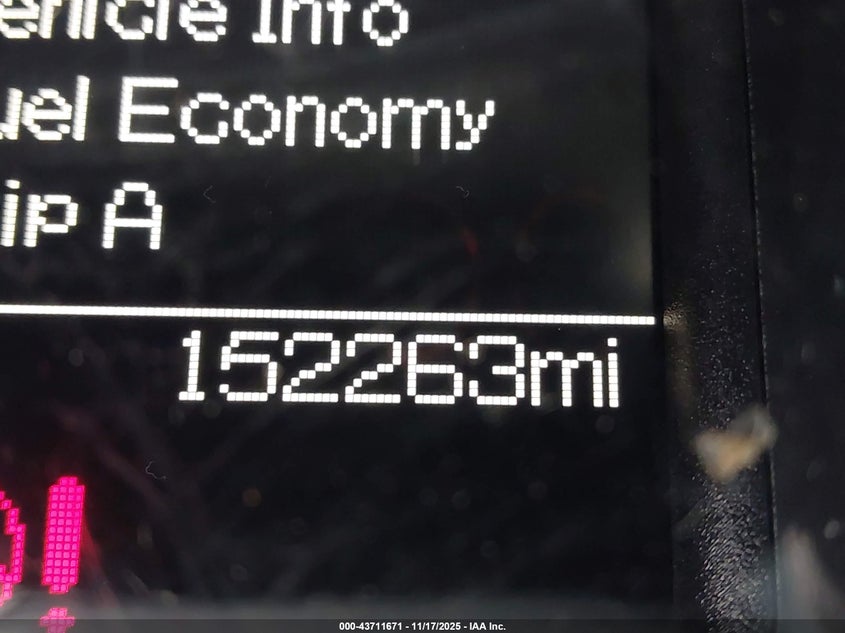 ehicle Info
uel Economy
ip A
152263mi
!
000-43711671 - 11/17/2025 - IAA Inc.